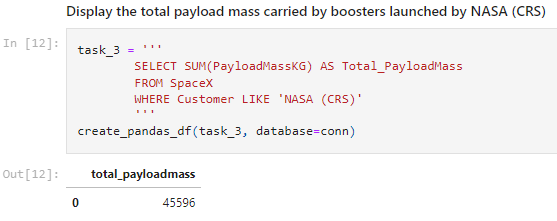 Display the total payload mass carried by boosters launched by NASA (CRS)
In [12]:
task_3 = '''
SELECT SUM(PayloadMassKG) AS Total_PayloadMass
FROM SpaceX
WHERE Customer LIKE 'NASA (CRS)'
'''
create_pandas_df(task_3, database=conn)
Out[12]:
total_payloadmass
0 45596